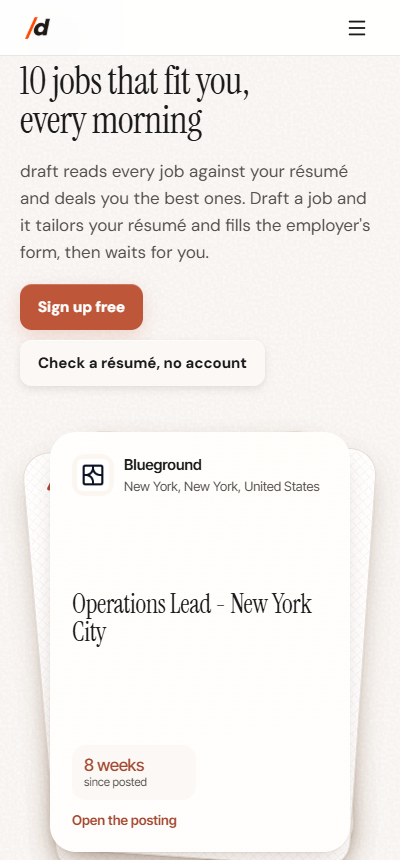 /d
10 jobs that fit you,
every morning
draft reads every job against your résumé
and deals you the best ones. Draft a job and
it tailors your résumé and fills the employer's
form, then waits for you.
Sign up free
Check a résumé, no account
Blueground
New York, New York, United States
Operations Lead - New York
City
8 weeks
since posted
Open the posting